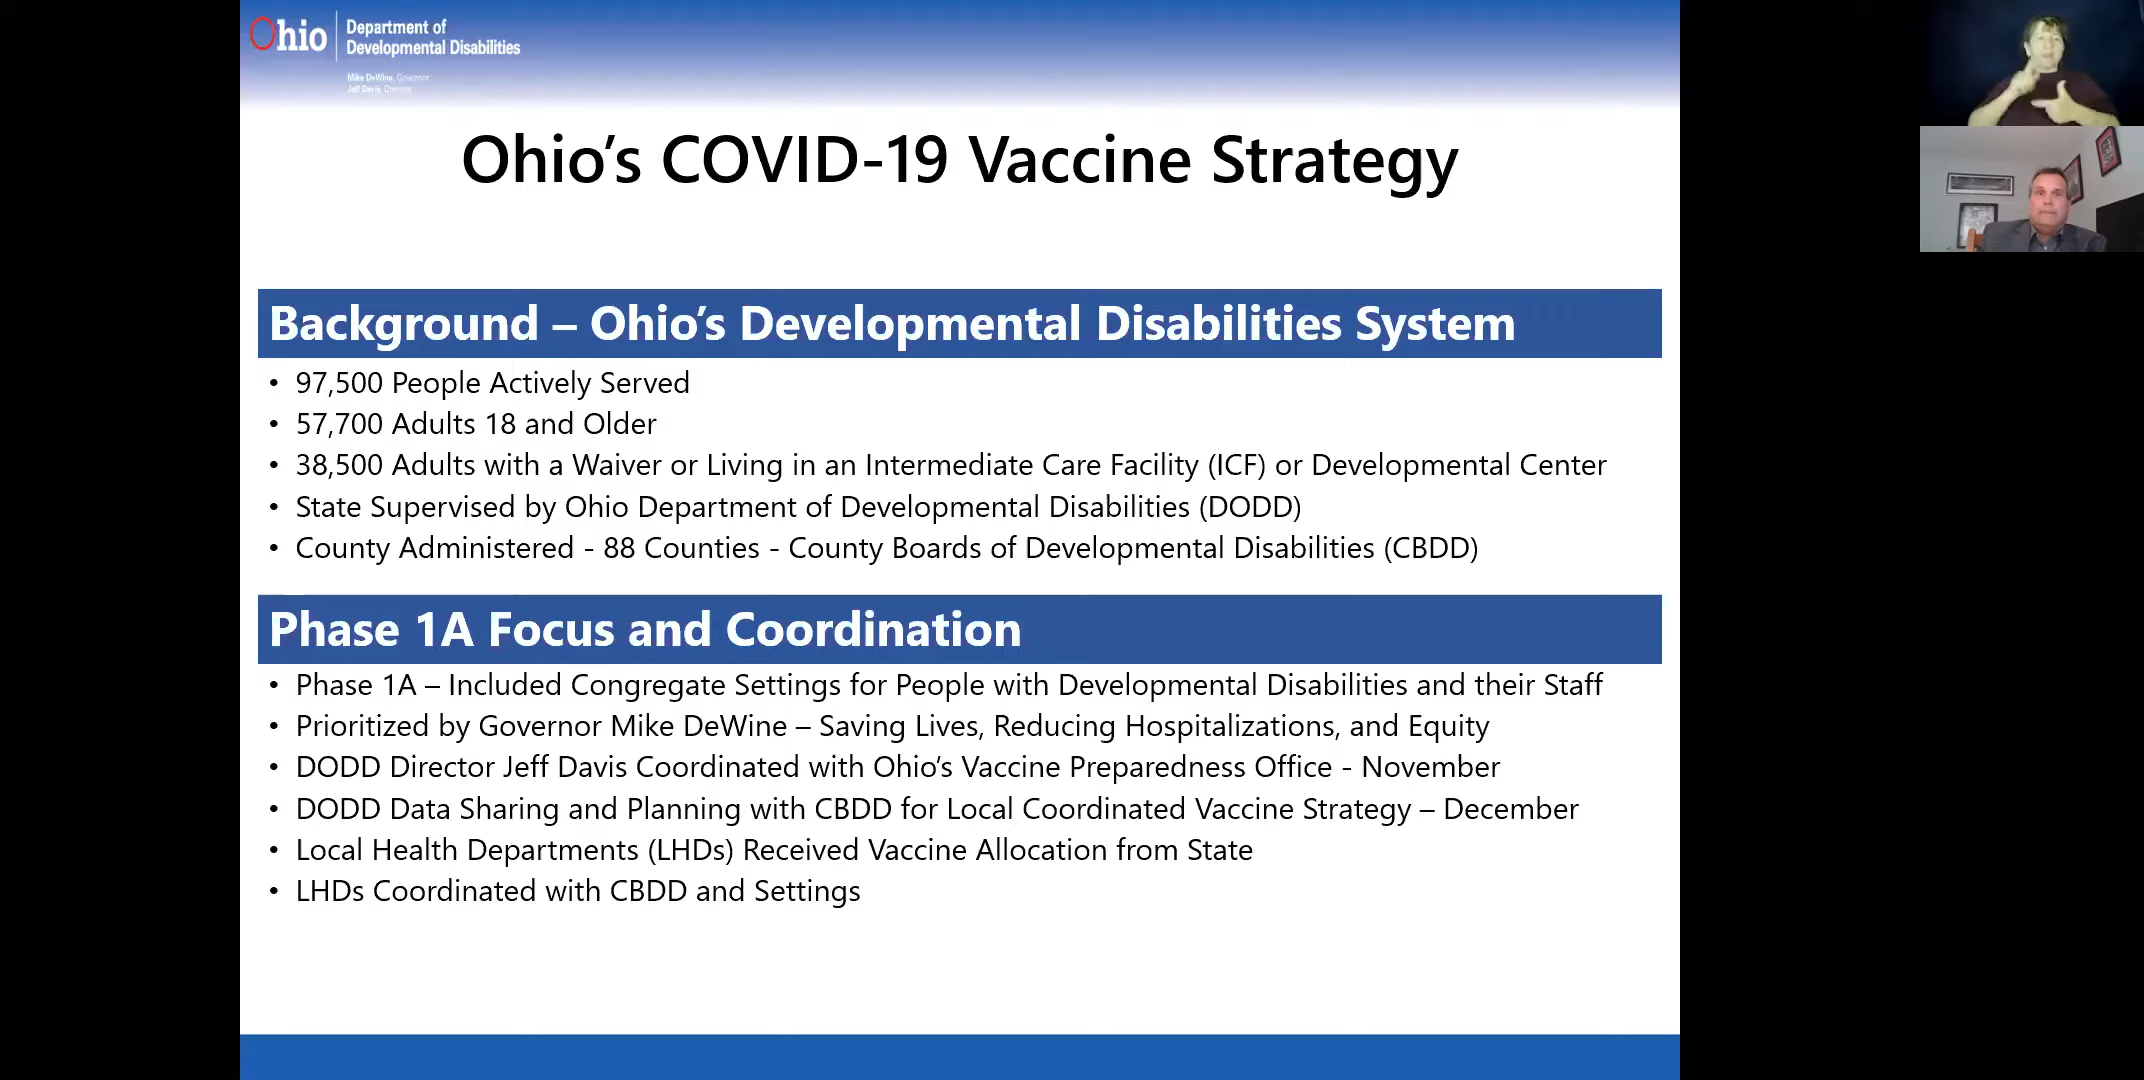 Ohio
Department of
Developmental Disabilities
Mike DeWine, Governor
Jeff Davis, Director
Ohio’s COVID-19 Vaccine Strategy
Background – Ohio’s Developmental Disabilities System
• 97,500 People Actively Served
• 57,700 Adults 18 and Older
• 38,500 Adults with a Waiver or Living in an Intermediate Care Facility (ICF) or Developmental Center
• State Supervised by Ohio Department of Developmental Disabilities (DODD)
• County Administered - 88 Counties - County Boards of Developmental Disabilities (CBDD)
Phase 1A Focus and Coordination
• Phase 1A – Included Congregate Settings for People with Developmental Disabilities and their Staff
• Prioritized by Governor Mike DeWine – Saving Lives, Reducing Hospitalizations, and Equity
• DODD Director Jeff Davis Coordinated with Ohio’s Vaccine Preparedness Office - November
• DODD Data Sharing and Planning with CBDD for Local Coordinated Vaccine Strategy – December
• Local Health Departments (LHDs) Received Vaccine Allocation from State
• LHDs Coordinated with CBDD and Settings